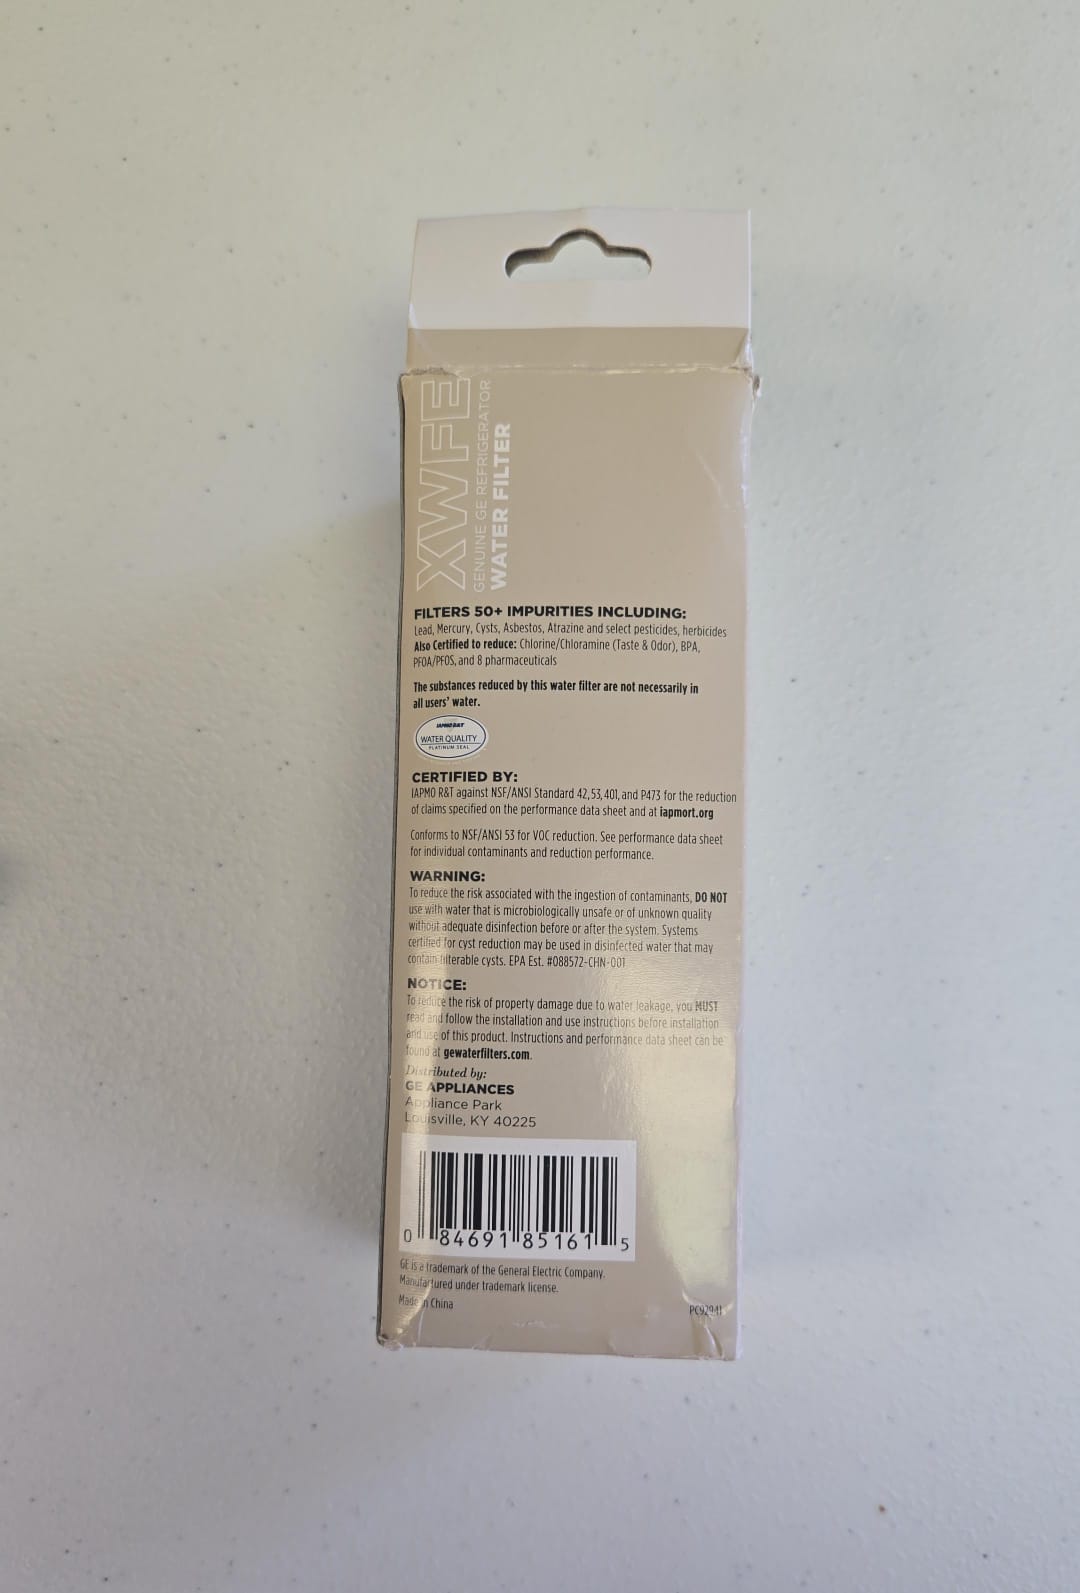 XWFE
GENUINE GE REFRIGERATOR
WATER FILTER
FILTERS 50+ IMPURITIES INCLUDING:
Lead, Mercury, Cysts, Asbestos, Atrazine and select pesticides, herbicides
Also Certified to reduce: Chlorine/Chloramine (Taste & Odor), BPA,
PFOA/PFOS, and 8 pharmaceuticals
The substances reduced by this water filter are not necessarily in
all users' water.
IAPMO R&T
WATER QUALITY
PLATINUM SEAL
CERTIFIED BY:
IAPMO R&T against NSF/ANSI Standard 42, 53, 401, and P473 for the reduction
of claims specified on the performance data sheet and at iapmort.org
Conforms to NSF/ANSI 53 for VOC reduction. See performance data sheet
for individual contaminants and reduction performance.
WARNING:
To reduce the risk associated with the ingestion of contaminants, DO NOT
use with water that is microbiologically unsafe or of unknown quality
without adequate disinfection before or after the system. Systems
certified for cyst reduction may be used in disinfected water that may
contain filterable cysts. EPA Est. #088572-CHN-001
NOTICE:
To reduce the risk of property damage due to water leakage, you MUST
read and follow the installation and use instructions before installation
and use of this product. Instructions and performance data sheet can be
found at gewaterfilters.com.
Distributed by:
GE APPLIANCES
Appliance Park
Louisville, KY 40225
0 84691 85161 5
GE is a trademark of the General Electric Company.
Manufactured under trademark license.
Made in China
PC92941